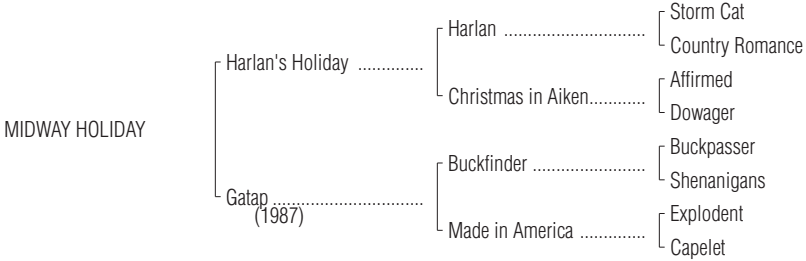 Storm Cat
Harlan ..............................
Country Romance
Harlan's Holiday ..............
Affirmed
Christmas in Aiken............
Dowager
MIDWAY HOLIDAY
Buckpasser
Buckfinder ........................
Shenanigans
Gatap ................................
(1987)
Explodent
Made in America ..............
Capelet